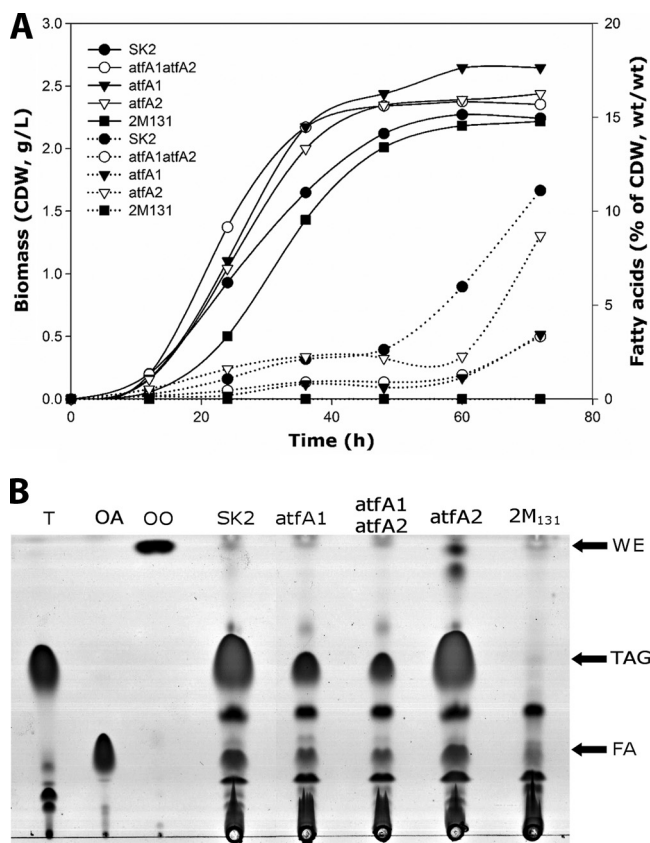 A
3.0
2.5
2.0
1.5
1.0
0.5
0.0
Biomass (CDW, g/L)
SK2
atfA1atfA2
atfA1
atfA2
2M131
SK2
atfA1atfA2
atfA1
atfA2
2M131
20
15
10
5
0
Fatty acids (% of CDW, wt/wt)
0 20 40 60 80
Time (h)
B
T OA OO SK2 atfA1 atfA1 atfA2 atfA2 2M131
WE
TAG
FA